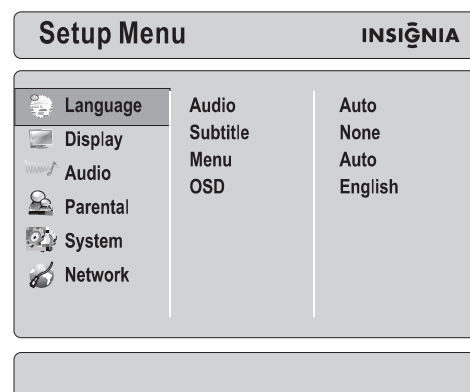 Setup Menu
INSIGNIA
Language
Display
Audio
Parental
System
Network
Audio Auto
Subtitle None
Menu Auto
OSD English